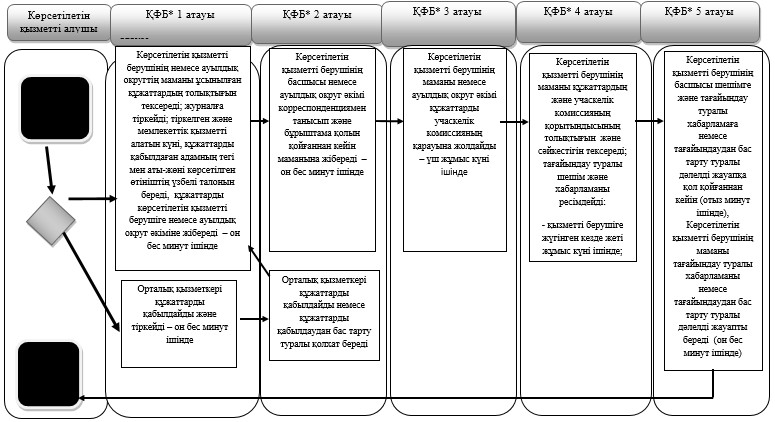 Көрсетілетін
қызметті алушы
ҚФБ* 1 атауы
ҚФБ* 2 атауы
ҚФБ* 3 атауы
ҚФБ* 4 атауы
ҚФБ* 5 атауы
Көрсетілетін қызметті
берушінің немесе ауылдық
округтің маманы ұсынылған
құжаттардың толықтығын
тексереді; журналға
тіркейді; тіркелген және
мемлекеттік қызметті
алатын күні, құжаттарды
қабылдаған адамның тегі
мен аты-жөні көрсетілген
өтініштің үзбелі талонын
береді, құжаттарды
көрсетілетін қызметті
берушіге немесе ауылдық
округ әкіміне жібереді – он
бес минут ішінде
Орталық қызметкері
құжаттарды
қабылдайды және
тіркейді – он бес минут
ішінде
Көрсетілетін
қызметті берушінің
басшысы немесе
ауылдық округ әкімі
корреспонденциямен
танысып және
бұрыштама қолын
қойғаннан кейін
маманына жібереді –
он бес минут ішінде
Орталық қызметкері
құжаттарды
қабылдайды немесе
құжаттарды
қабылдаудан бас тарту
туралы қолхат береді
Көрсетілетін
қызметті берушінің
маманы немесе
ауылдық округ әкімі
құжаттарды
учаскелік
комиссияның
қарауына жолдайды
– үш жұмыс күні
ішінде
Көрсетілетін
қызметті берушінің
маманы құжаттардың
және учаскелік
комиссияның
қорытындысының
толықтығын және
сәйкестігін тексереді;
тағайындау туралы
шешім және
хабарламаны
ресімдейді:
- қызметті берушіге
жүгінген кезде жеті
жұмыс күні ішінде;
Көрсетілетін
қызметті берушінің
басшысы шешімге
және тағайындау
туралы
хабарламаға
немесе
тағайындаудан бас
тарту туралы
дәлелді жауапқа
қол қойғаннан
кейін (отыз минут
ішінде),
Көрсетілетін
қызметті берушінің
маманы
тағайындау туралы
хабарламаны
немесе
тағайындаудан бас
тарту туралы
дәлелді жауапты
береді (он бес
минут ішінде)